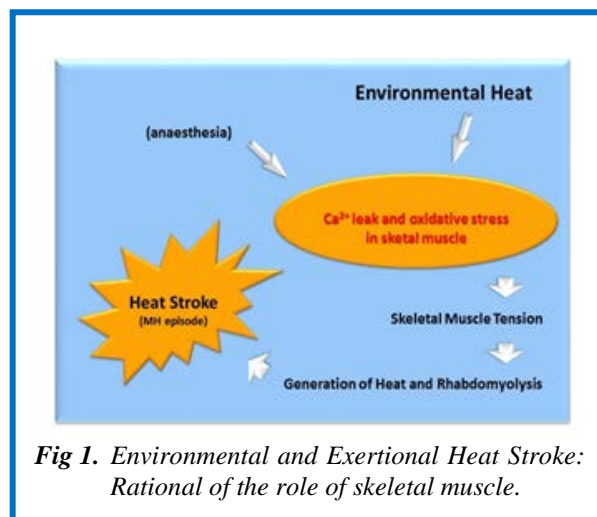 Environmental Heat
(anaesthesia)
Ca²⁺ leak and oxidative stress
in sketal muscle
Heat Stroke
(MH episode)
Skeletal Muscle Tension
Generation of Heat and Rhabdomyolysis
Fig 1. Environmental and Exertional Heat Stroke:
Rational of the role of skeletal muscle.